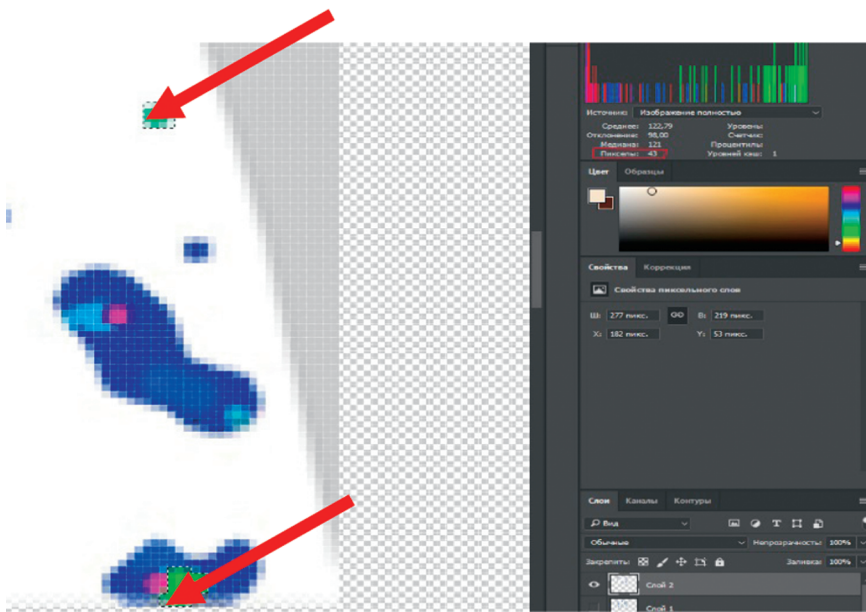 Источник: Изображение полностью
Среднее: 122,79 Уровень:
Отклонение: 98,00 Счетчик:
Медиана: 121 Процентиль:
Пикселы: 43 Уровней кэш: 1
Цвет Образцы
Свойства Коррекция
Свойства пиксельного слоя
Ш: 277 пикс. GO В: 219 пикс.
X: 182 пикс. Y: 53 пикс.
Слои Каналы Контуры
Вид
Обычные Непрозрачность: 100%
Закрепить: Заливка: 100%
Слой 2
Слой 1